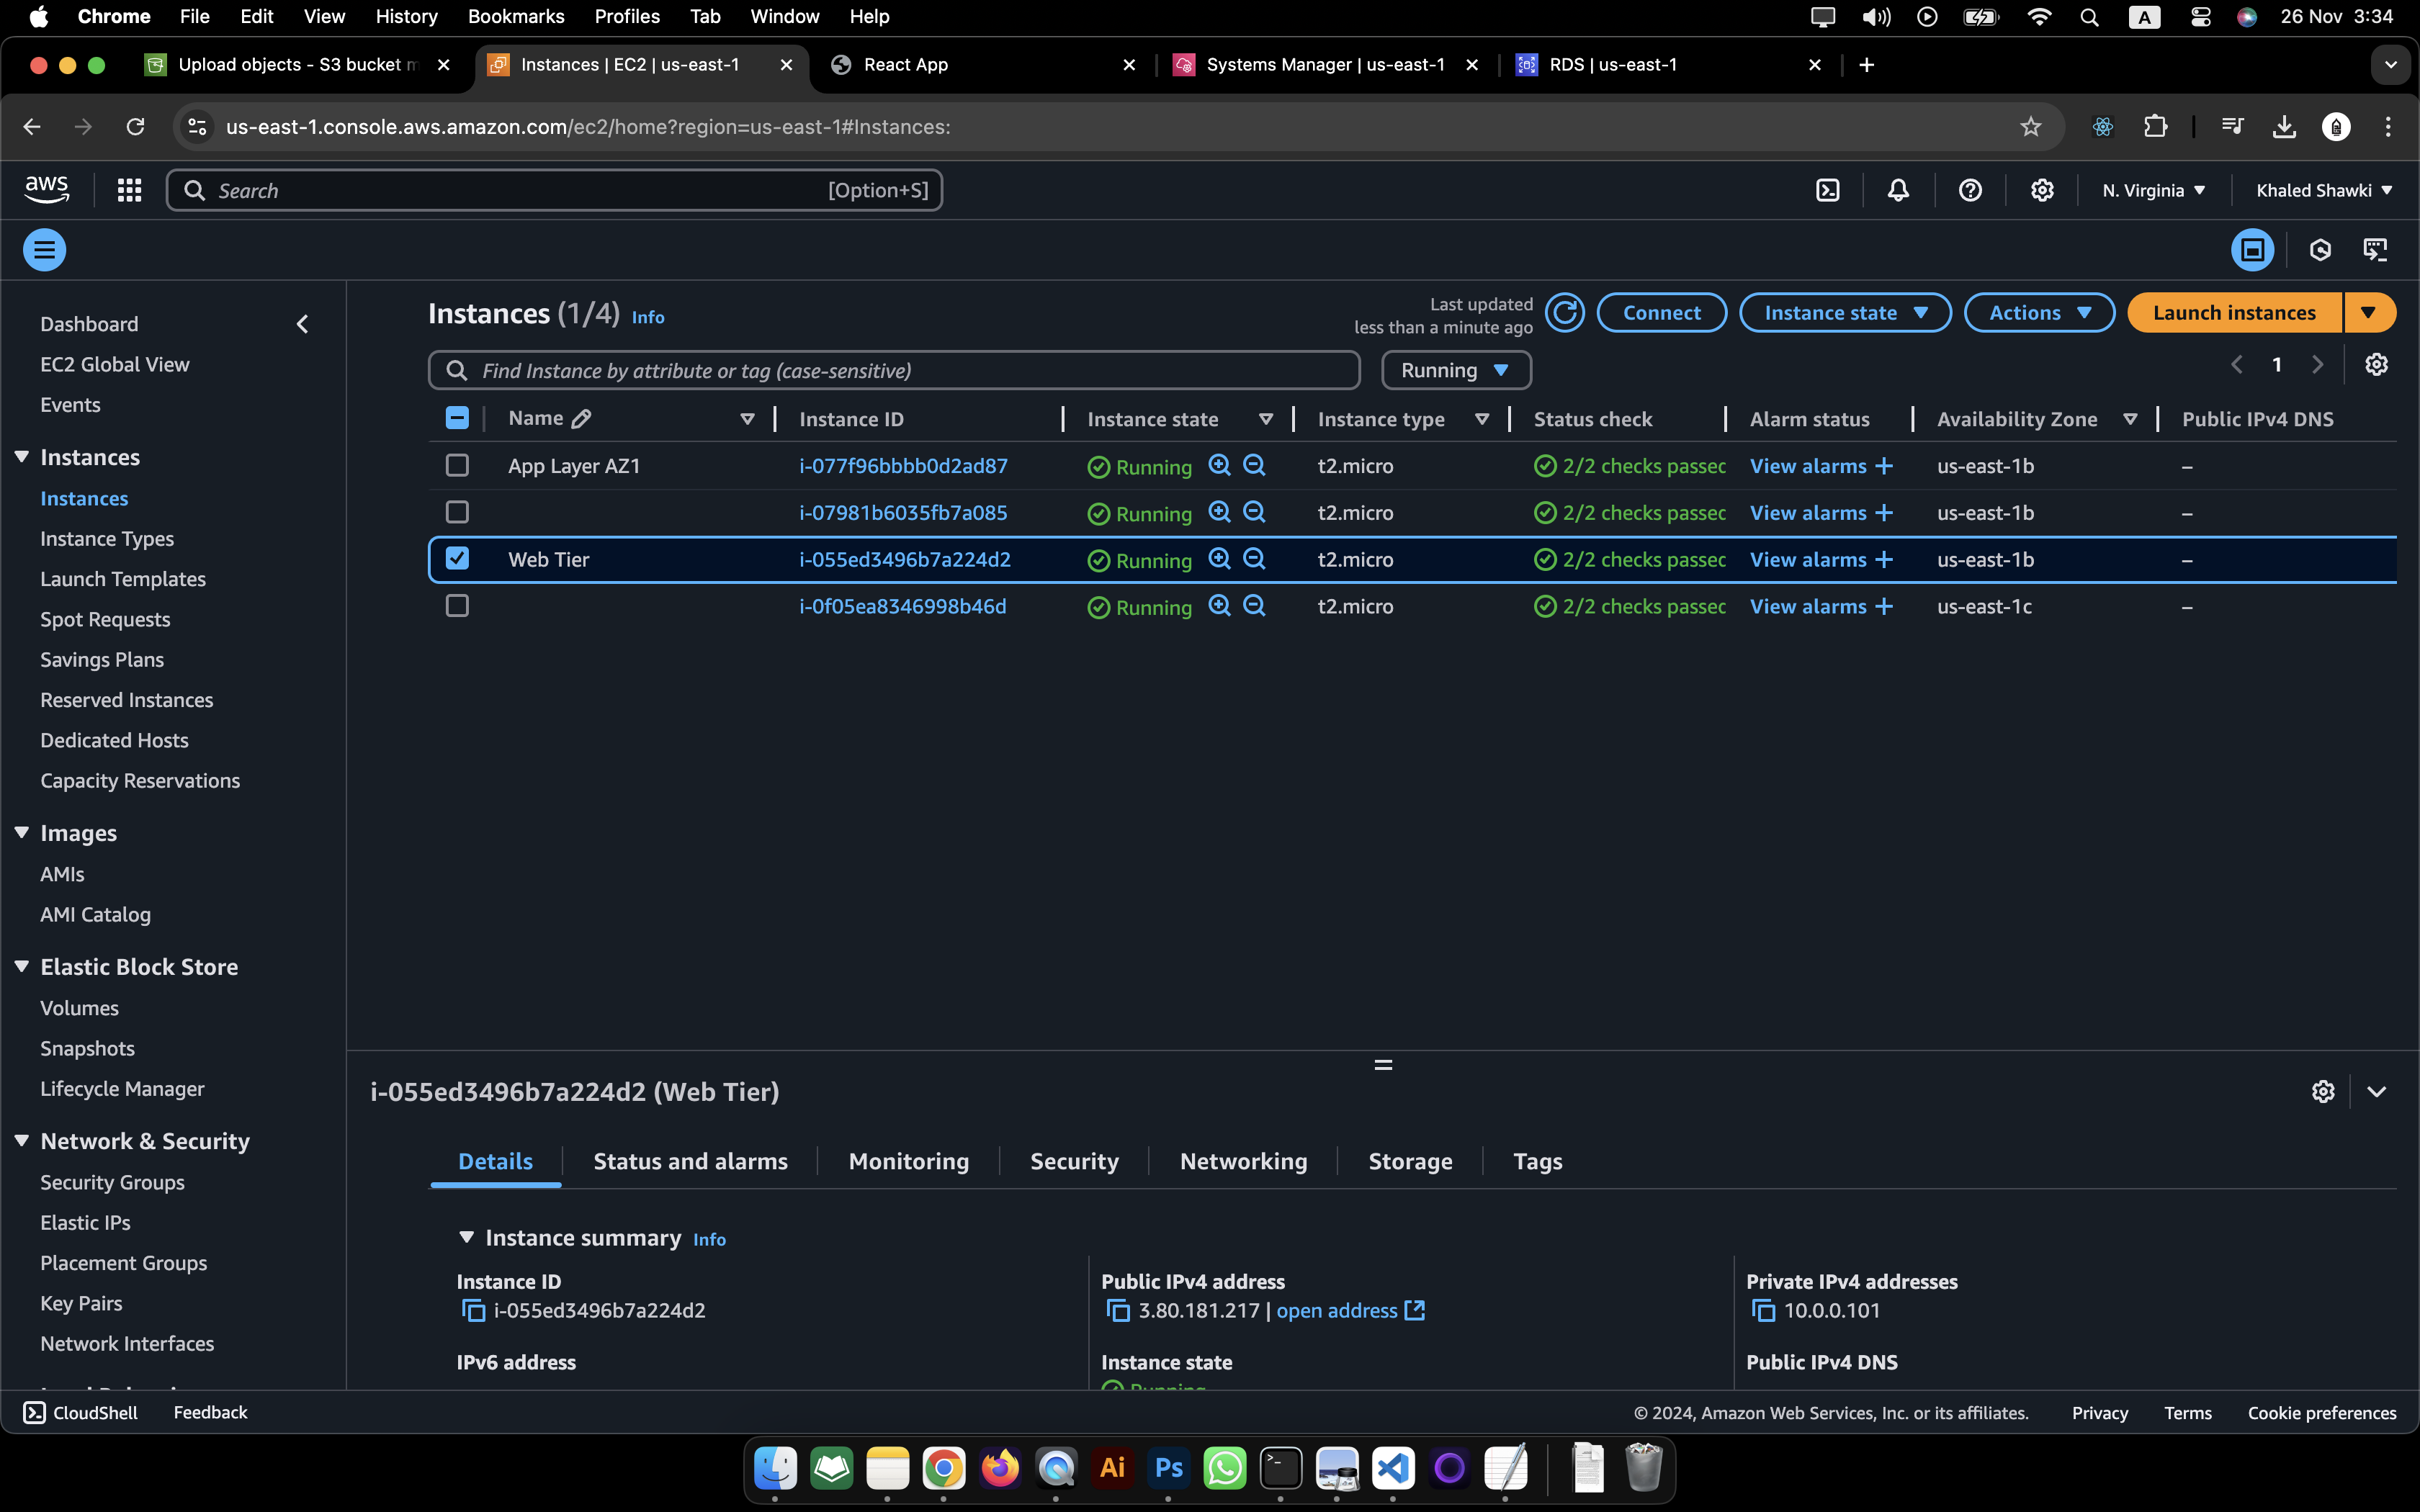 Chrome File Edit View History Bookmarks Profiles Tab Window Help A 26 Nov 3:34
Upload objects - S3 bucket m Instances | EC2 | us-east-1 React App Systems Manager | us-east-1 RDS | us-east-1
us-east-1.console.aws.amazon.com/ec2/home?region=us-east-1#Instances:
aws Search [Option+S] N. Virginia Khaled Shawki
Dashboard
EC2 Global View
Events
Instances
Instances
Instance Types
Launch Templates
Spot Requests
Savings Plans
Reserved Instances
Dedicated Hosts
Capacity Reservations
Images
AMIs
AMI Catalog
Elastic Block Store
Volumes
Snapshots
Lifecycle Manager
Network & Security
Security Groups
Elastic IPs
Placement Groups
Key Pairs
Network Interfaces
Instances (1/4) Info
Last updated
less than a minute ago
Connect Instance state Actions Launch instances
Find Instance by attribute or tag (case-sensitive) Running 1
Name Instance ID Instance state Instance type Status check Alarm status Availability Zone Public IPv4 DNS
App Layer AZ1 i-077f96bbbb0d2ad87 Running t2.micro 2/2 checks passec View alarms + us-east-1b –
i-07981b6035fb7a085 Running t2.micro 2/2 checks passec View alarms + us-east-1b –
Web Tier i-055ed3496b7a224d2 Running t2.micro 2/2 checks passec View alarms + us-east-1b –
i-0f05ea8346998b46d Running t2.micro 2/2 checks passec View alarms + us-east-1c –
i-055ed3496b7a224d2 (Web Tier)
Details Status and alarms Monitoring Security Networking Storage Tags
Instance summary Info
Instance ID Public IPv4 address Private IPv4 addresses
i-055ed3496b7a224d2 3.80.181.217 | open address 10.0.0.101
IPv6 address Instance state Public IPv4 DNS
Running
CloudShell Feedback © 2024, Amazon Web Services, Inc. or its affiliates. Privacy Terms Cookie preferences
Ai Ps